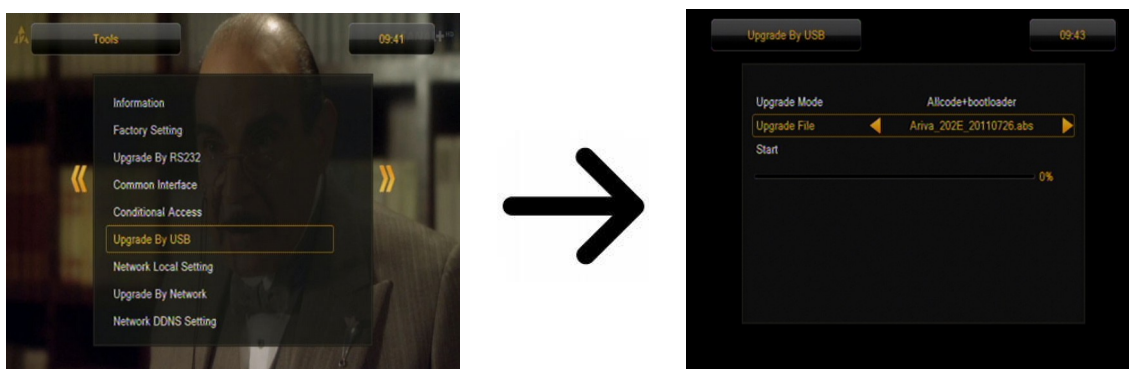 Tools
09:41
Information
Factory Setting
Upgrade By RS232
Common Interface
Conditional Access
Upgrade By USB
Network Local Setting
Upgrade By Network
Network DDNS Setting
Upgrade By USB
09:43
Upgrade Mode Allcode+bootloader
Upgrade File Ariva_202E_20110726.abs
Start
0%